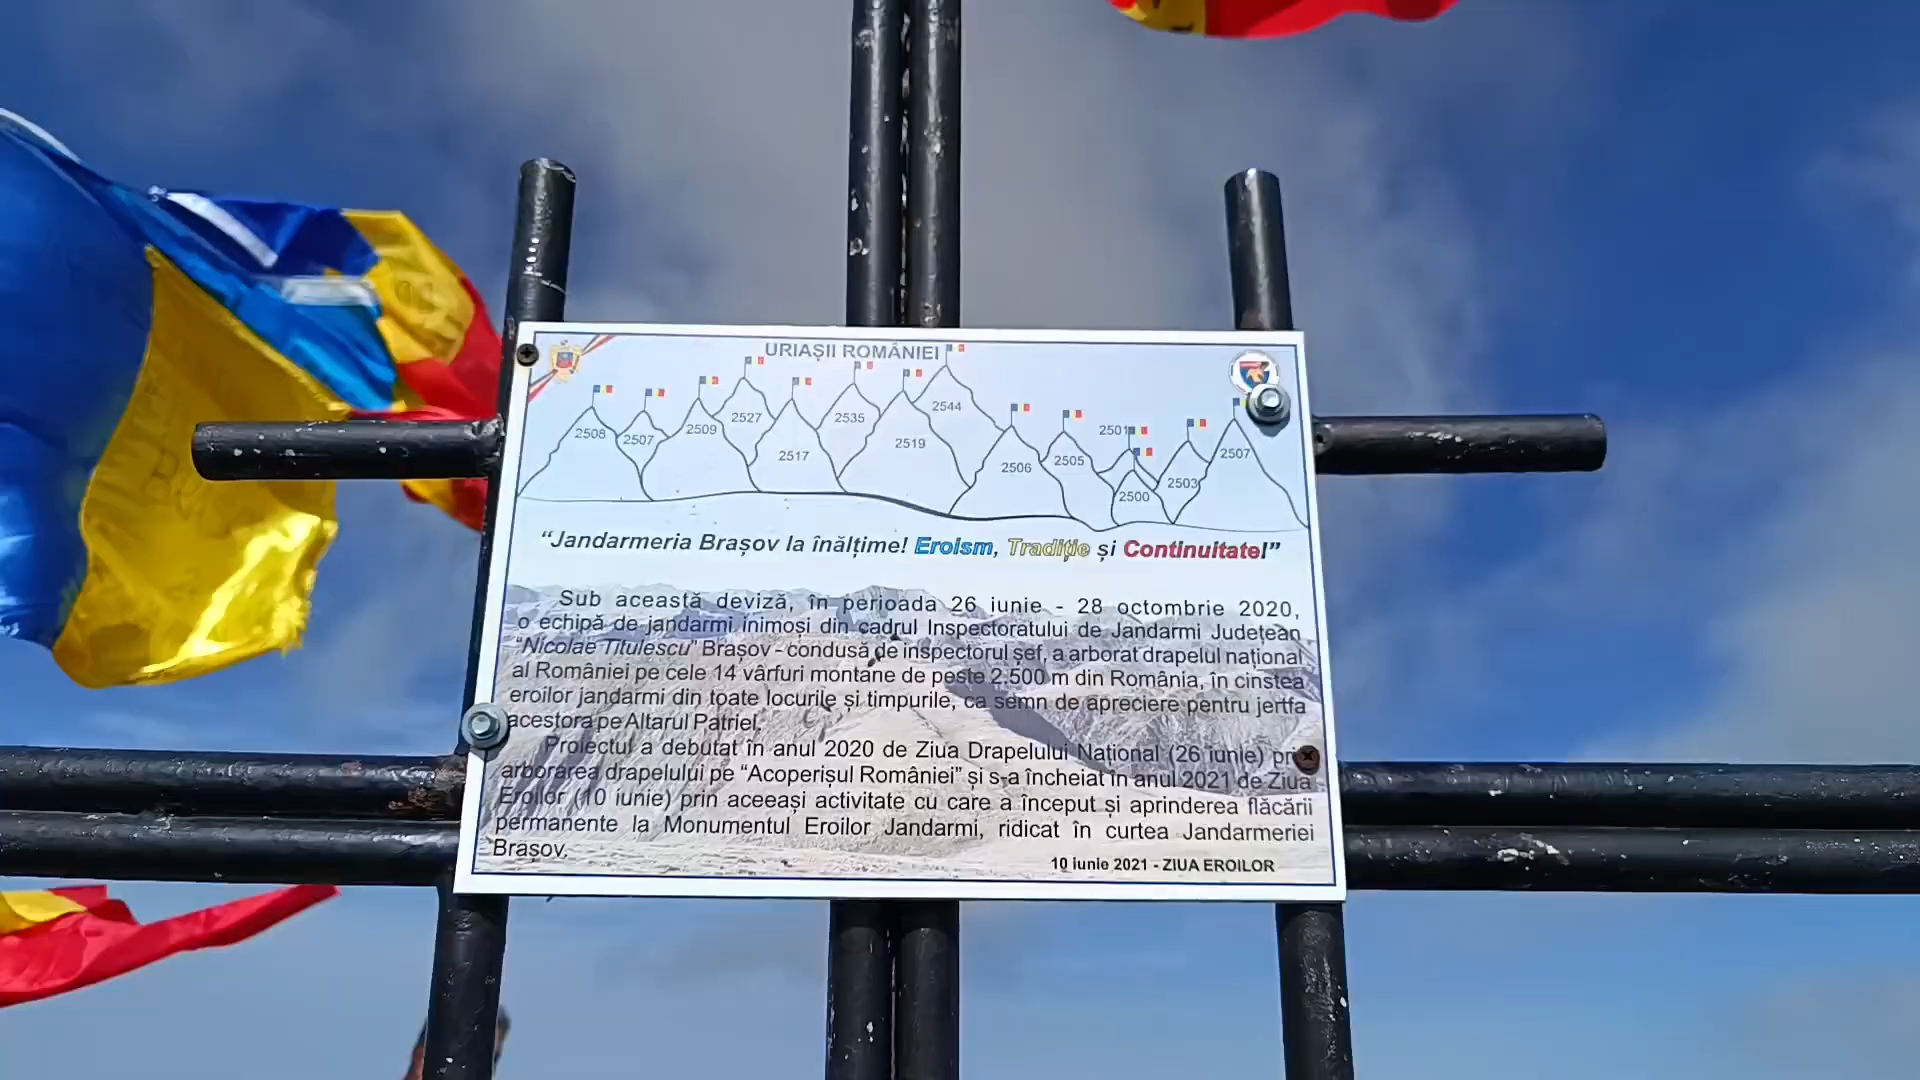 URIAȘII ROMÂNIEI
2508
2507
2509
2527
2517
2535
2519
2544
2506
2505
2501
2500
2503
2507
“Jandarmeria Brașov la înălțime! Eroism, Tradiție și Continuitate!”
Sub această deviză, în perioada 26 iunie - 28 octombrie 2020,
o echipă de jandarmi inimoși din cadrul Inspectoratului de Jandarmi Județean
“Nicolae Titulescu” Brașov - condusă de inspectorul șef, a arborat drapelul național
al României pe cele 14 vârfuri montane de peste 2.500 m din România, în cinstea
eroilor jandarmi din toate locurile și timpurile, ca semn de apreciere pentru jertfa
acestora pe Altarul Patriei.
Proiectul a debutat în anul 2020 de Ziua Drapelului Național (26 iunie)
arborarea drapelului pe “Acoperișul României” și s-a încheiat în anul 2021 de Ziua
Eroilor (10 iunie) prin aceeași activitate cu care a început și aprinderea flăcării
permanente la Monumentul Eroilor Jandarmi, ridicat în curtea Jandarmeriei
Brașov.
10 iunie 2021 - ZIUA EROILOR